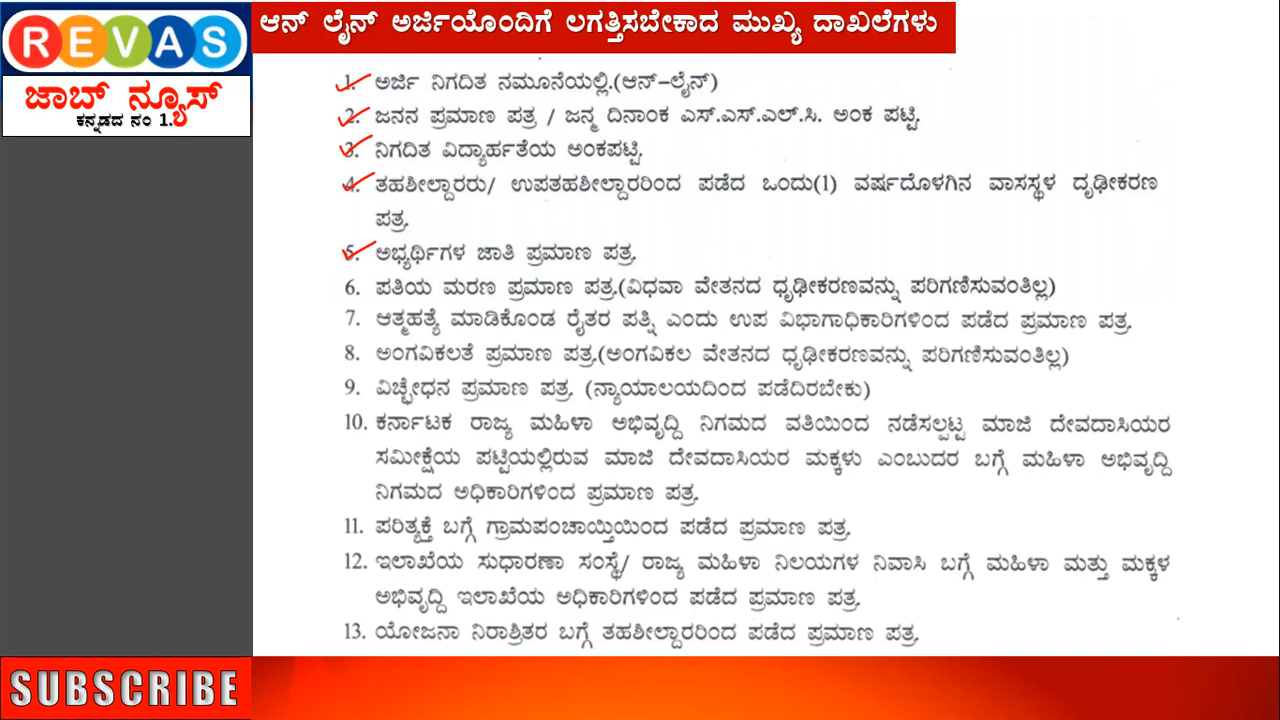 REVAS
ಜಾಬ್ ನ್ಯೂಸ್
ಕನ್ನಡದ ನಂ 1.
ಆನ್ ಲೈನ್ ಅರ್ಜಿಯೊಂದಿಗೆ ಲಗತ್ತಿಸಬೇಕಾದ ಮುಖ್ಯ ದಾಖಲೆಗಳು
1. ಅರ್ಜಿ ನಿಗದಿತ ನಮೂನೆಯಲ್ಲಿ.(ಆನ್-ಲೈನ್)
2. ಜನನ ಪ್ರಮಾಣ ಪತ್ರ / ಜನ್ಮ ದಿನಾಂಕ ಎಸ್.ಎಸ್.ಎಲ್.ಸಿ. ಅಂಕ ಪಟ್ಟಿ.
3. ನಿಗದಿತ ವಿದ್ಯಾರ್ಹತೆಯ ಅಂಕಪಟ್ಟಿ.
4. ತಹಶೀಲ್ದಾರರು/ ಉಪತಹಶೀಲ್ದಾರರಿಂದ ಪಡೆದ ಒಂದು(1) ವರ್ಷದೊಳಗಿನ ವಾಸಸ್ಥಳ ದೃಢೀಕರಣ
ಪತ್ರ.
5. ಅಭ್ಯರ್ಥಿಗಳ ಜಾತಿ ಪ್ರಮಾಣ ಪತ್ರ.
6. ಪತಿಯ ಮರಣ ಪ್ರಮಾಣ ಪತ್ರ.(ವಿಧವಾ ವೇತನದ ಧೃಢೀಕರಣವನ್ನು ಪರಿಗಣಿಸುವಂತಿಲ್ಲ)
7. ಆತ್ಮಹತ್ಯೆ ಮಾಡಿಕೊಂಡ ರೈತರ ಪತ್ನಿ ಎಂದು ಉಪ ವಿಭಾಗಾಧಿಕಾರಿಗಳಿಂದ ಪಡೆದ ಪ್ರಮಾಣ ಪತ್ರ.
8. ಅಂಗವಿಕಲತೆ ಪ್ರಮಾಣ ಪತ್ರ.(ಅಂಗವಿಕಲ ವೇತನದ ಧೃಢೀಕರಣವನ್ನು ಪರಿಗಣಿಸುವಂತಿಲ್ಲ)
9. ವಿಚ್ಛೇಧನ ಪ್ರಮಾಣ ಪತ್ರ. (ನ್ಯಾಯಾಲಯದಿಂದ ಪಡೆದಿರಬೇಕು)
10. ಕರ್ನಾಟಕ ರಾಜ್ಯ ಮಹಿಳಾ ಅಭಿವೃದ್ದಿ ನಿಗಮದ ವತಿಯಿಂದ ನಡೆಸಲ್ಪಟ್ಟ ಮಾಜಿ ದೇವದಾಸಿಯರ
ಸಮೀಕ್ಷೆಯ ಪಟ್ಟಿಯಲ್ಲಿರುವ ಮಾಜಿ ದೇವದಾಸಿಯರ ಮಕ್ಕಳು ಎಂಬುದರ ಬಗ್ಗೆ ಮಹಿಳಾ ಅಭಿವೃದ್ದಿ
ನಿಗಮದ ಅಧಿಕಾರಿಗಳಿಂದ ಪ್ರಮಾಣ ಪತ್ರ.
11. ಪರಿತ್ಯಕ್ತೆ ಬಗ್ಗೆ ಗ್ರಾಮಪಂಚಾಯ್ತಿಯಿಂದ ಪಡೆದ ಪ್ರಮಾಣ ಪತ್ರ.
12. ಇಲಾಖೆಯ ಸುಧಾರಣಾ ಸಂಸ್ಥೆ/ ರಾಜ್ಯ ಮಹಿಳಾ ನಿಲಯಗಳ ನಿವಾಸಿ ಬಗ್ಗೆ ಮಹಿಳಾ ಮತ್ತು ಮಕ್ಕಳ
ಅಭಿವೃದ್ದಿ ಇಲಾಖೆಯ ಅಧಿಕಾರಿಗಳಿಂದ ಪಡೆದ ಪ್ರಮಾಣ ಪತ್ರ.
13. ಯೋಜನಾ ನಿರಾಶ್ರಿತರ ಬಗ್ಗೆ ತಹಶೀಲ್ದಾರರಿಂದ ಪಡೆದ ಪ್ರಮಾಣ ಪತ್ರ.
SUBSCRIBE